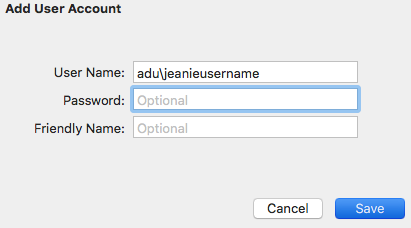 Add User Account
User Name: adu\jeanieusername
Password: Optional
Friendly Name: Optional
Cancel Save